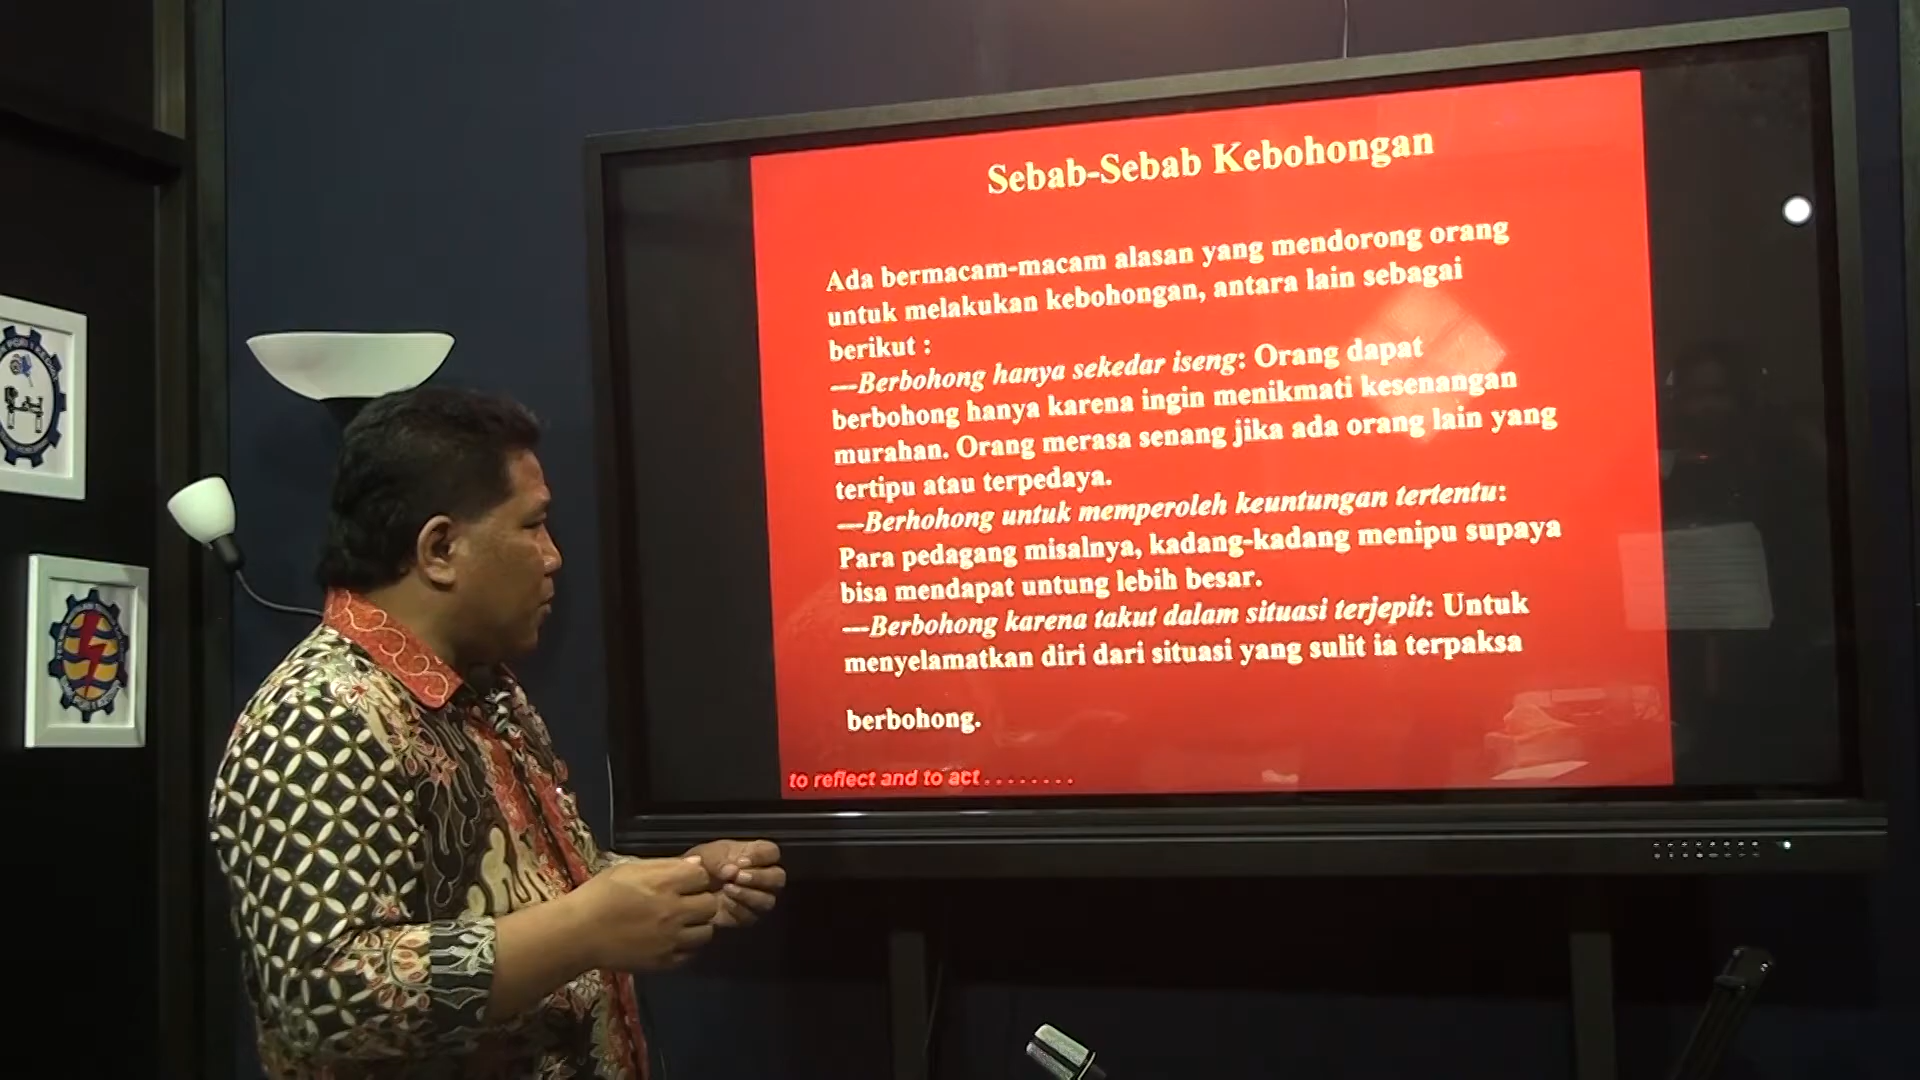 Sebab-Sebab Kebohongan
Ada bermacam-macam alasan yang mendorong orang
untuk melakukan kebohongan, antara lain sebagai
berikut :
---Berbohong hanya sekedar iseng: Orang dapat
berbohong hanya karena ingin menikmati kesenangan
murahan. Orang merasa senang jika ada orang lain yang
tertipu atau terpedaya.
---Berhohong untuk memperoleh keuntungan tertentu:
Para pedagang misalnya, kadang-kadang menipu supaya
bisa mendapat untung lebih besar.
---Berbohong karena takut dalam situasi terjepit: Untuk
menyelamatkan diri dari situasi yang sulit ia terpaksa
berbohong.
to reflect and to act . . . . . . . .